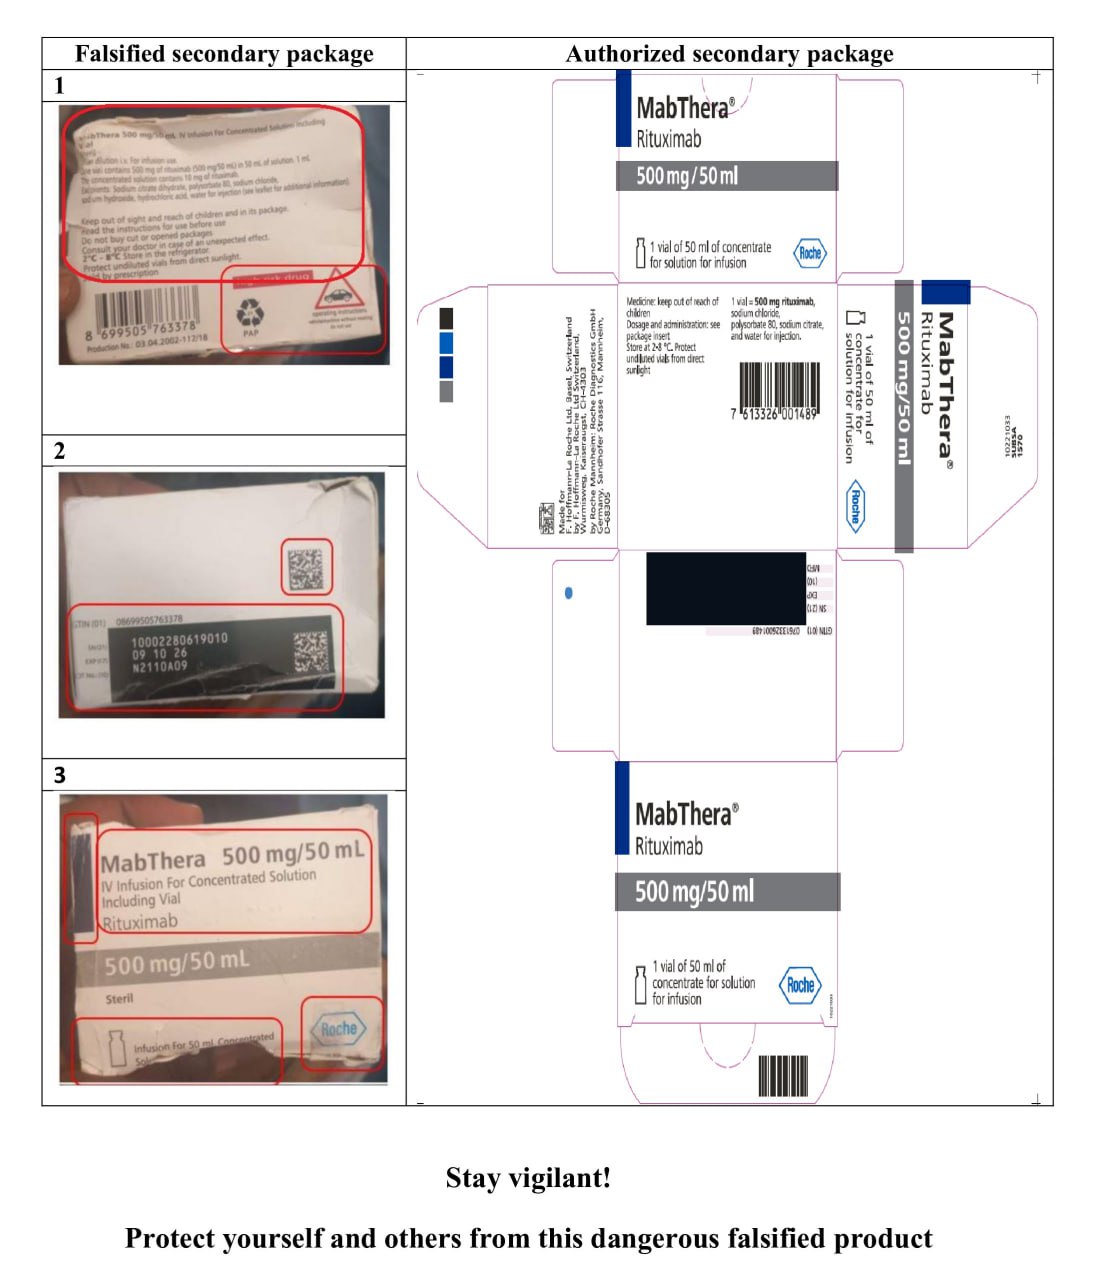 Falsified secondary package
Authorized secondary package
1
MabThera 500 mg/50 mL IV Infusion For Concentrated Solution Including
Vial
Use dilution i.v. For infusion use.
One vial contains 500 mg of rituximab (500 mg/50 mL) in 50 mL of solution. 1 mL
concentrated solution contains 10 mg of rituximab.
Excipients: Sodium citrate dihydrate, polysorbate 80, sodium chloride,
sodium hydroxide, hydrochloric acid, water for injection (see leaflet for additional information).
Keep out of sight and reach of children and in its package.
Read the instructions for use before use
Do not buy cut or opened packages
Consult your doctor in case of an unexpected effect.
2°C - 8°C Store in the refrigerator.
Protect undiluted vials from direct sunlight.
by prescription
risk drug
operating instructions
do not use
PAP
8 699505 763378
Production No.: 03.04.2002-112/18
2
GTIN (01) 08699505763378
10002280619010
09 10 26
N2110A09
3
MabThera 500 mg/50 mL
IV Infusion For Concentrated Solution
Including Vial
Rituximab
500 mg/50 mL
Steril
Infusion For 50 mL Concentrated
Roche
MabThera®
Rituximab
500 mg/50 ml
1 vial of 50 ml of concentrate
for solution for infusion
Roche
Made for
F. Hoffmann-La Roche Ltd, Basel, Switzerland
by F. Hoffmann-La Roche Ltd Switzerland,
Wurmisweg, Kaiseraugst, CH-4303
by Roche Mannheim: Roche Diagnostics GmbH
Germany, Sandhofer Strasse 116, Mannheim,
D-68305
Medicine: keep out of reach of
children
Dosage and administration: see
package insert
Store at 2-8 °C. Protect
undiluted vials from direct
sunlight
1 vial = 500 mg rituximab,
sodium chloride,
polysorbate 80, sodium citrate,
and water for injection.
7 613326 001489
MabThera®
Rituximab
500 mg/50 ml
1 vial of 50 ml of
concentrate for
solution for infusion
Roche
1570
RUBSA
10221033
MFD
(10)
EXP
SN (21)
GTIN (01) 07613326001489
MabThera®
Rituximab
500 mg/50 ml
1 vial of 50 ml of
concentrate for solution
for infusion
Roche
Stay vigilant!
Protect yourself and others from this dangerous falsified product